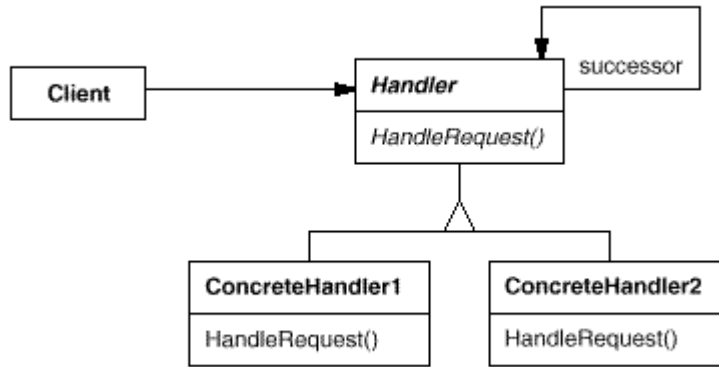 Client
Handler
successor
HandleRequest()
ConcreteHandler1
HandleRequest()
ConcreteHandler2
HandleRequest()